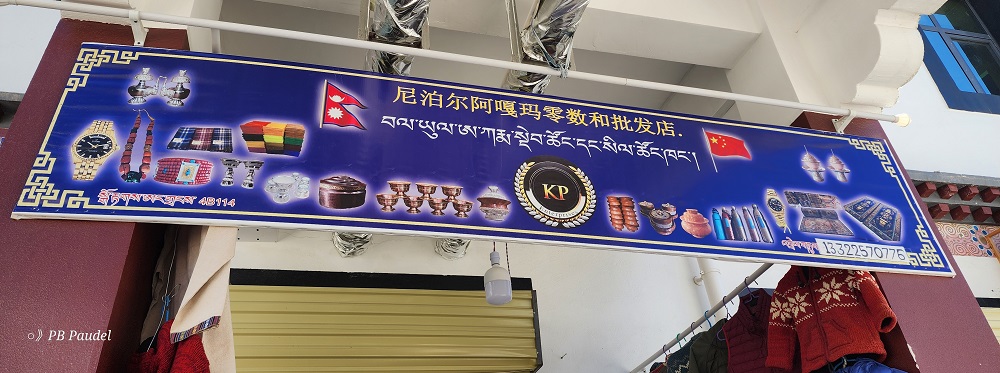 尼泊尔阿嘎玛零数和批发店.
བལ་ཡུལ་ཨ་ཀརྨ་སྡེབ་ཚོང་དང་སིལ་ཚོང་ཁང་།
4B114
KP
13322570776
PB Paudel